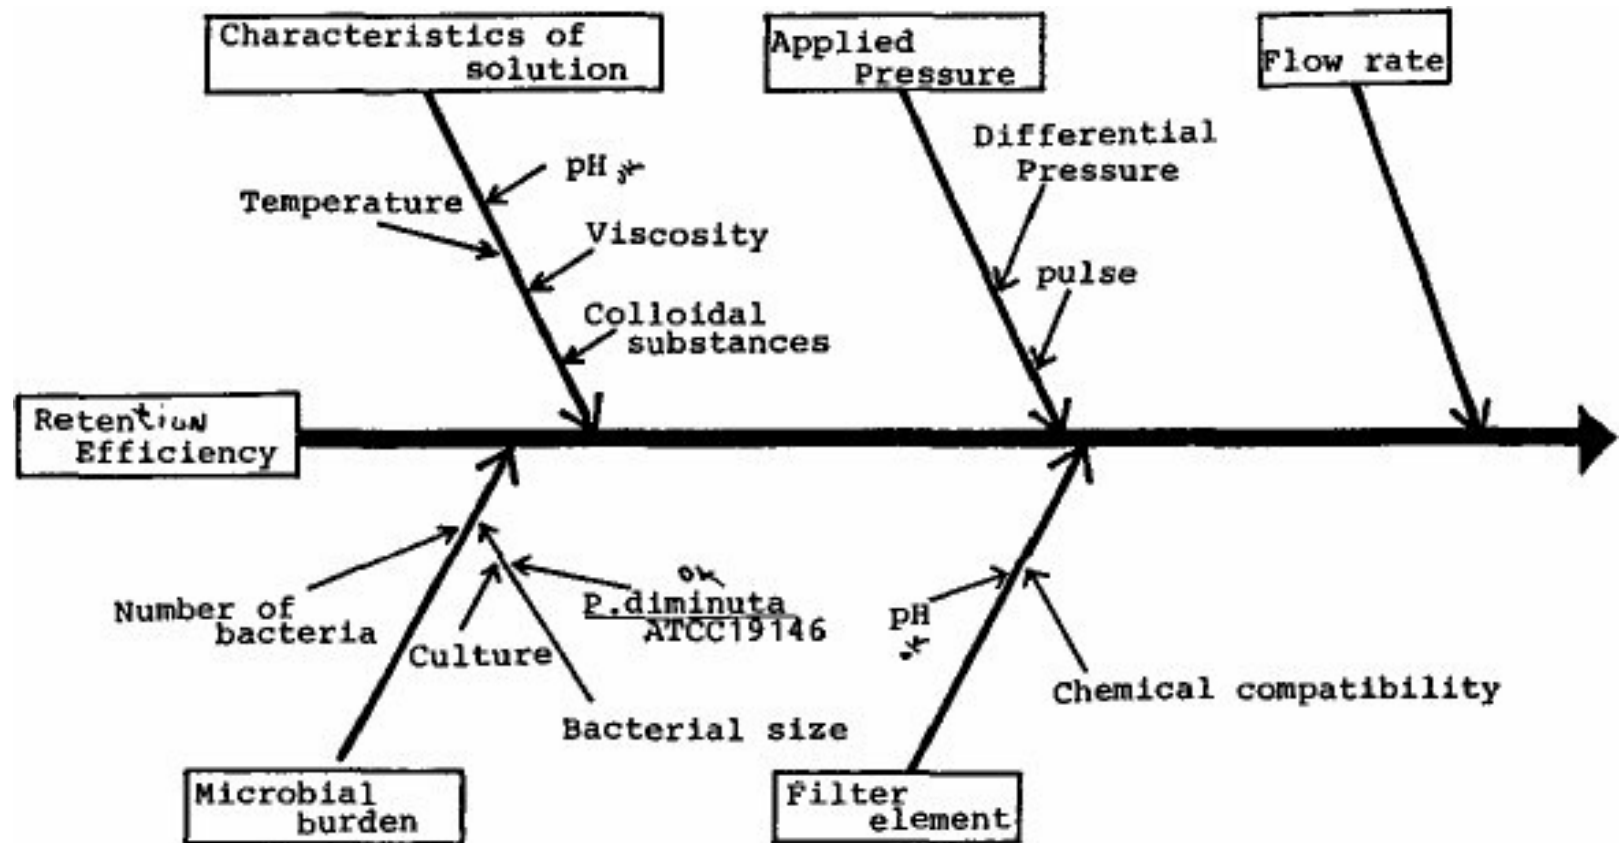 Characteristics of
solution
Applied
Pressure
Flow rate
Differential
Pressure
pH
Temperature
Viscosity
pulse
Colloidal
substances
Retention
Efficiency
Number of
bacteria
ok
P.diminuta
ATCC19146
Culture
pH
Chemical compatibility
Bacterial size
Microbial
burden
Filter
element